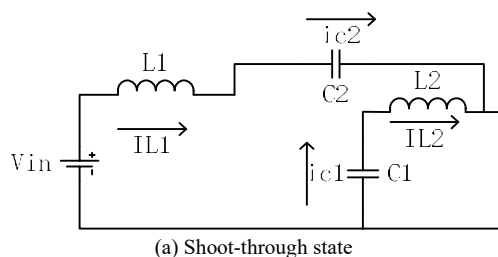 ic2
L1
C2
L2
IL1
IL2
Vin
+
-
ic1
C1
(a) Shoot-through state